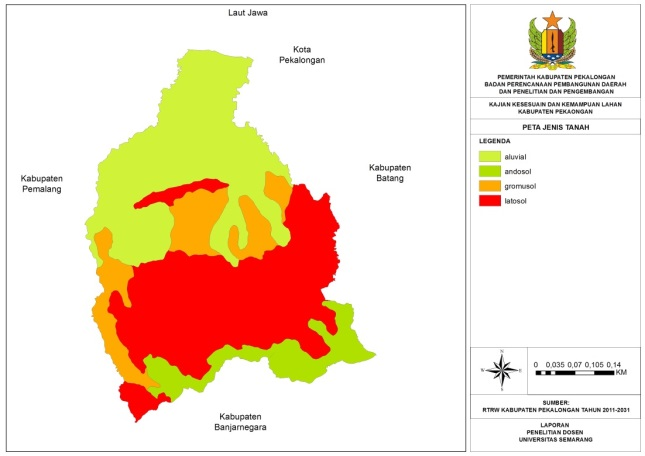 Laut Jawa
Kota
Pekalongan
Kabupaten
Pemalang
Kabupaten
Batang
Kabupaten
Banjarnegara
PEMERINTAH KABUPATEN PEKALONGAN
BADAN PERENCANAAN PEMBANGUNAN DAERAH
DAN PENELITIAN DAN PENGEMBANGAN
KAJIAN KESESUAIN DAN KEMAMPUAN LAHAN
KABUPATEN PEKAONGAN
PETA JENIS TANAH
LEGENDA
aluvial
andosol
gromusol
latosol
0 0,035 0,07 0,105 0,14
KM
SUMBER:
RTRW KABUPATEN PEKALONGAN TAHUN 2011-2031
LAPORAN
PENELITIAN DOSEN
UNIVERSITAS SEMARANG